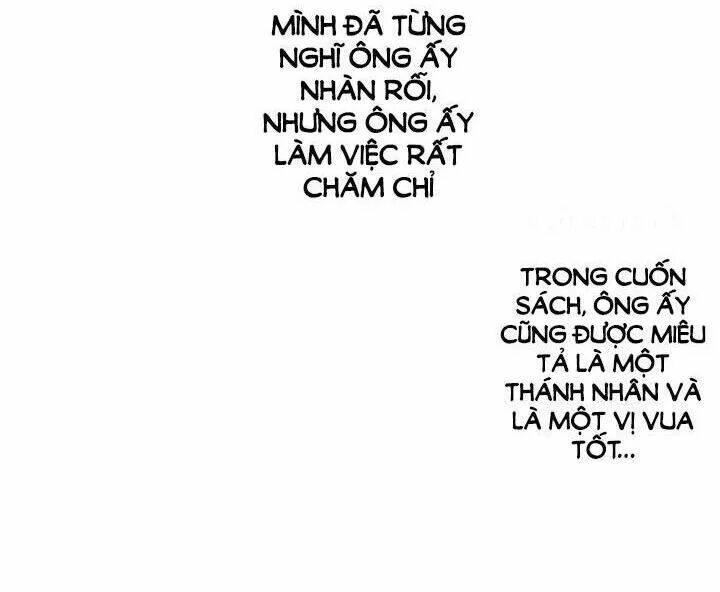 MÌNH ĐÃ TỪNG
NGHĨ ÔNG ẤY
NHÀN RỖI,
NHƯNG ÔNG ẤY
LÀM VIỆC RẤT
CHĂM CHỈ
TRONG CUỐN
SÁCH, ÔNG ẤY
CŨNG ĐƯỢC MIÊU
TẢ LÀ MỘT
THÁNH NHÂN VÀ
LÀ MỘT VỊ VUA
TỐT...